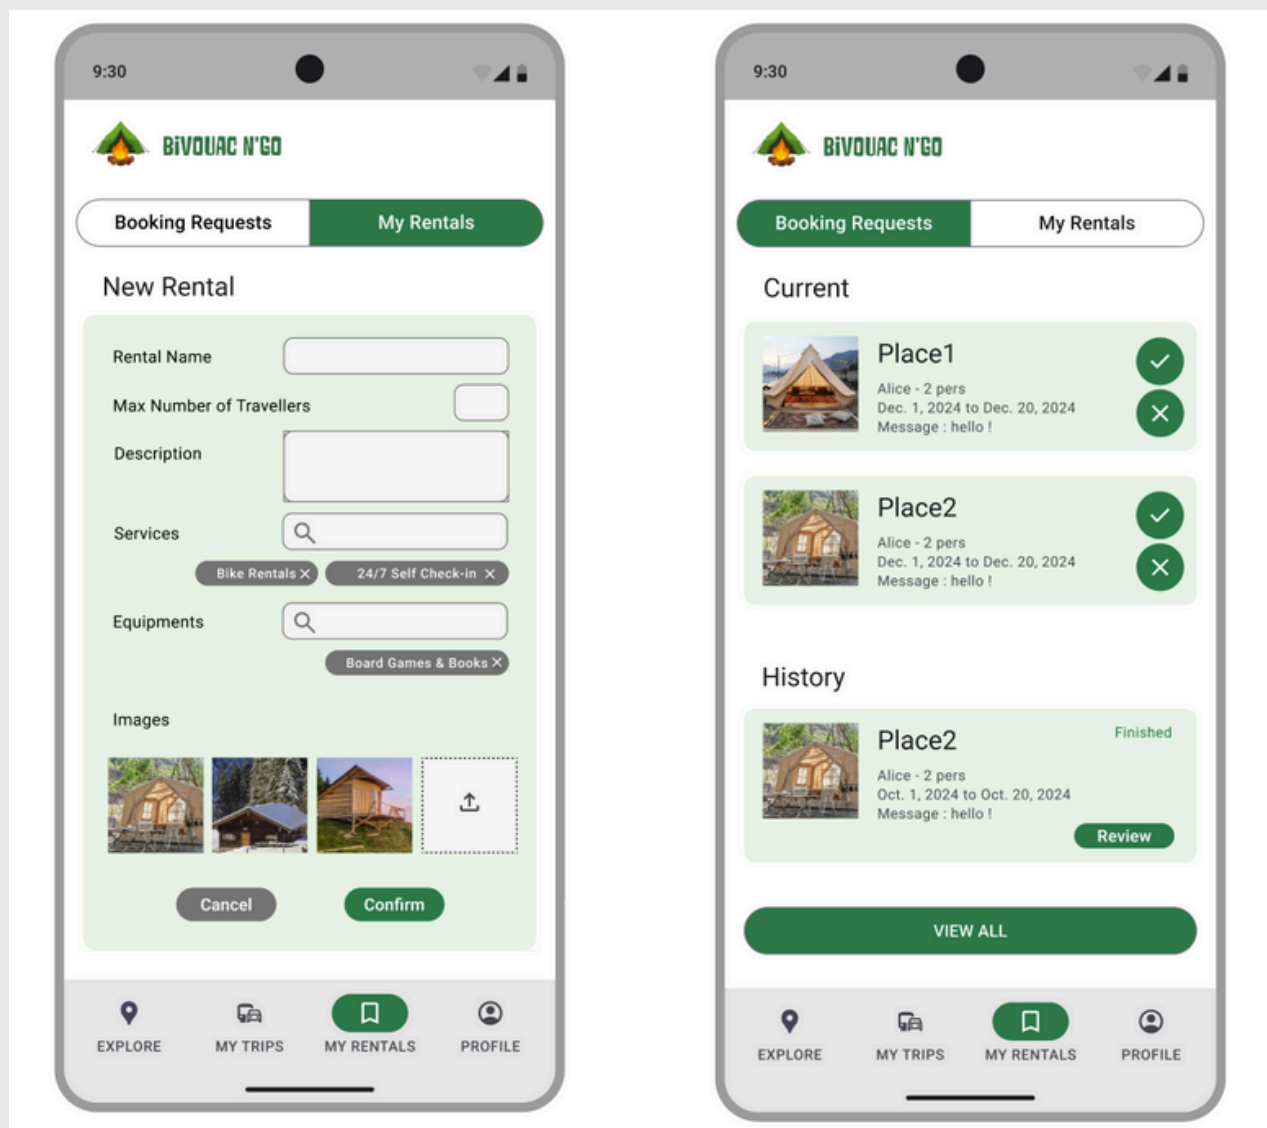 9:30
BiVOUAC N'GO
Booking Requests
My Rentals
New Rental
Rental Name
Max Number of Travellers
Description
Services
Bike Rentals
24/7 Self Check-in
Equipments
Board Games & Books
Images
Cancel
Confirm
EXPLORE
MY TRIPS
MY RENTALS
PROFILE
9:30
BiVOUAC N'GO
Booking Requests
My Rentals
Current
Place1
Alice - 2 pers
Dec. 1, 2024 to Dec. 20, 2024
Message : hello !
Place2
Alice - 2 pers
Dec. 1, 2024 to Dec. 20, 2024
Message : hello !
History
Place2
Finished
Alice - 2 pers
Oct. 1, 2024 to Oct. 20, 2024
Message : hello !
Review
VIEW ALL
EXPLORE
MY TRIPS
MY RENTALS
PROFILE